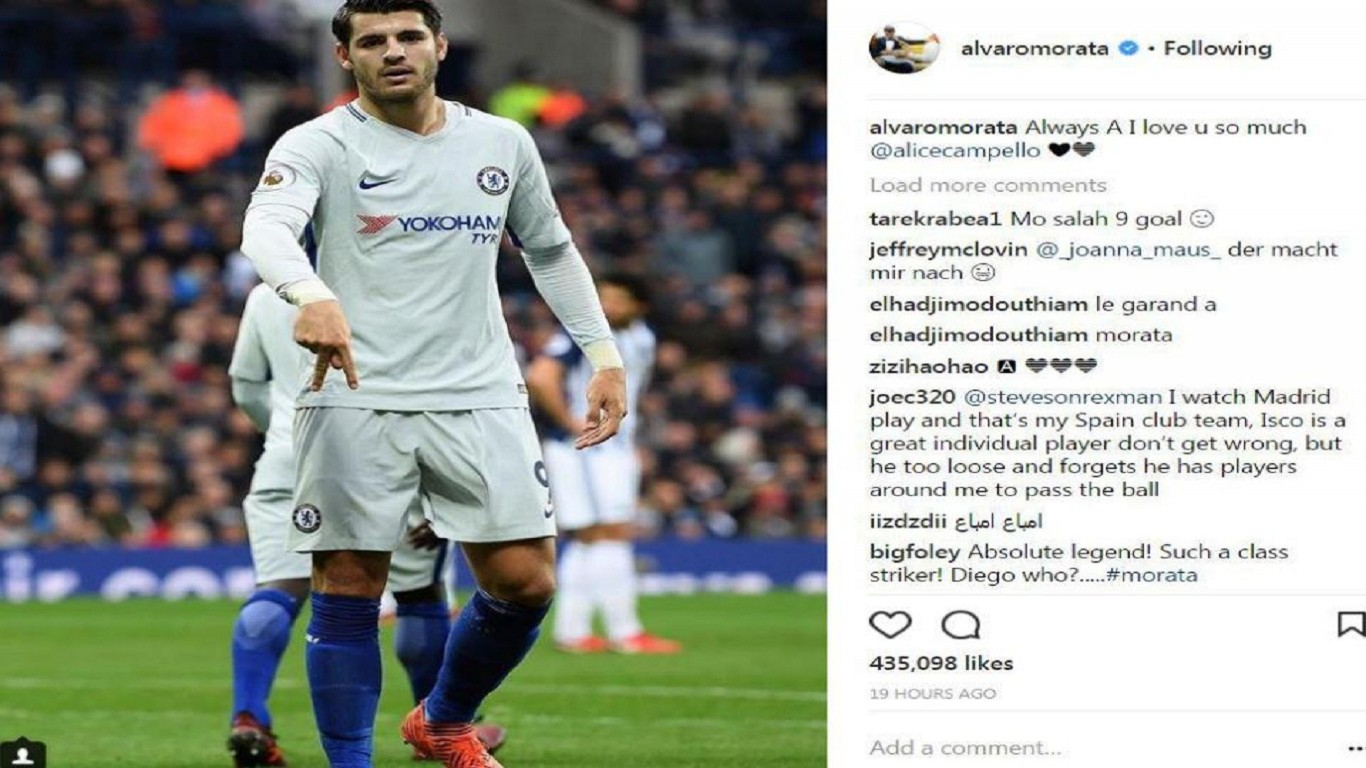 YOKOHAM
TYR
9
alvaromorata • Following
alvaromorata Always A I love u so much
@alicecampello 🖤🖤
Load more comments
tarekrabea1 Mo salah 9 goal ☺
jeffreymclovin @_joanna_maus_ der macht
mir nach 😂
elhadjimodouthiam le garand a
elhadjimodouthiam morata
zizihaohao 🅰 🖤🖤🖤
joec320 @stevesonrexman I watch Madrid
play and that's my Spain club team, Isco is a
great individual player don't get wrong, but
he too loose and forgets he has players
around me to pass the ball
iizdzdii امباع امباع
bigfoley Absolute legend! Such a class
striker! Diego who?.....#morata
435,098 likes
19 HOURS AGO
Add a comment...